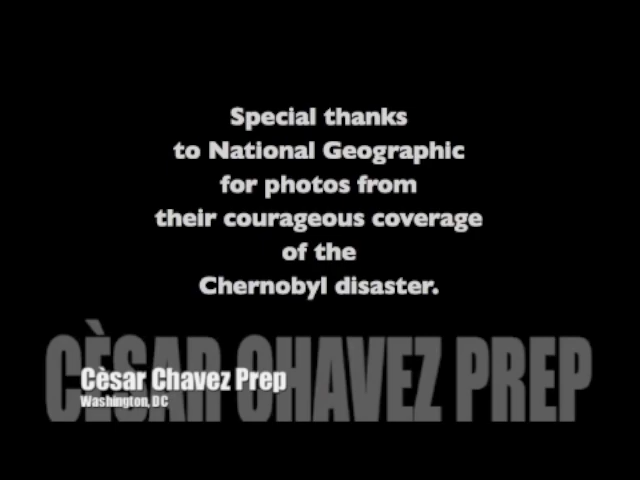 Special thanks
to National Geographic
for photos from
their courageous coverage
of the
Chernobyl disaster.
CÈSAR CHAVEZ PREP
Cèsar Chavez Prep
Washington, DC